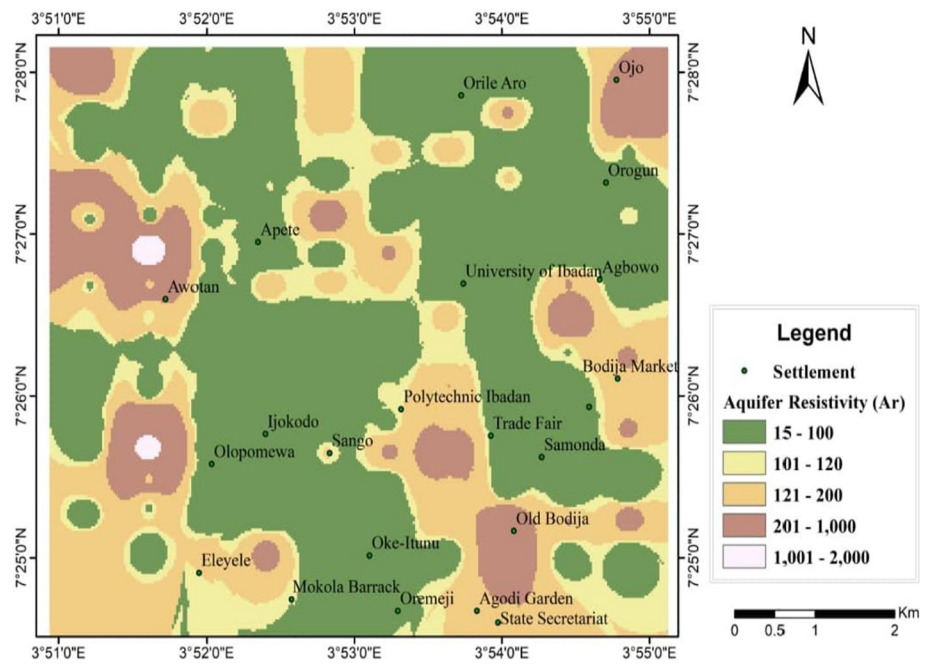 3°51'0"E 3°52'0"E 3°53'0"E 3°54'0"E 3°55'0"E
N
7°28'0"N 7°28'0"N
Ojo
Orile Aro
Orogun
7°27'0"N 7°27'0"N
Apete
University of Ibadan Agbowo
Awotan
Bodija Market
7°26'0"N 7°26'0"N
Polytechnic Ibadan
Ijokodo
Trade Fair
Sango
Samonda
Olopomewa
Old Bodija
Oke-Itunu
7°25'0"N 7°25'0"N
Eleyele
Mokola Barrack
Oremeji
Agodi Garden
State Secretariat
3°51'0"E 3°52'0"E 3°53'0"E 3°54'0"E 3°55'0"E
Legend
Settlement
Aquifer Resistivity (Ar)
15 - 100
101 - 120
121 - 200
201 - 1,000
1,001 - 2,000
Km
0 0.5 1 2